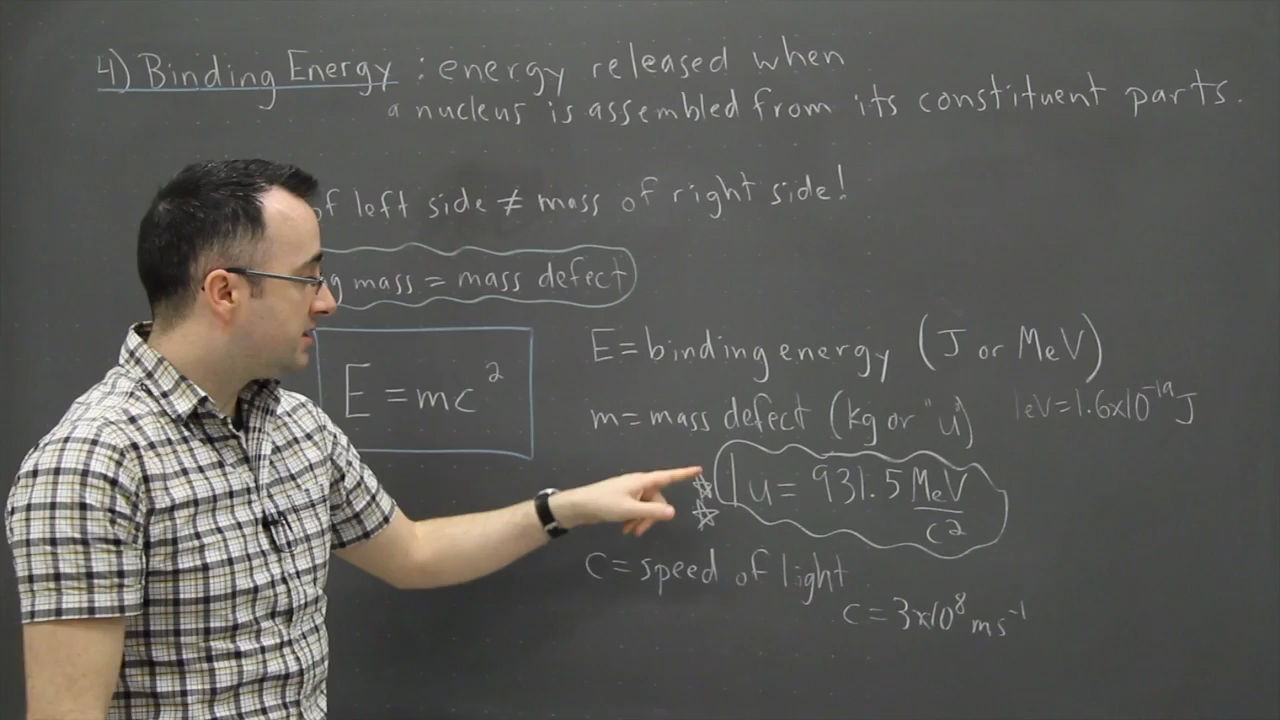 4) Binding Energy : energy released when
a nucleus is assembled from its constituent parts.
of left side ≠ mass of right side!
mass = mass defect
E = mc²
E = binding energy (J or MeV)
m = mass defect (kg or "u")
1eV = 1.6x10⁻¹⁹ J
1 u = 931.5 MeV/c²
c = speed of light
c = 3x10⁸ ms⁻¹